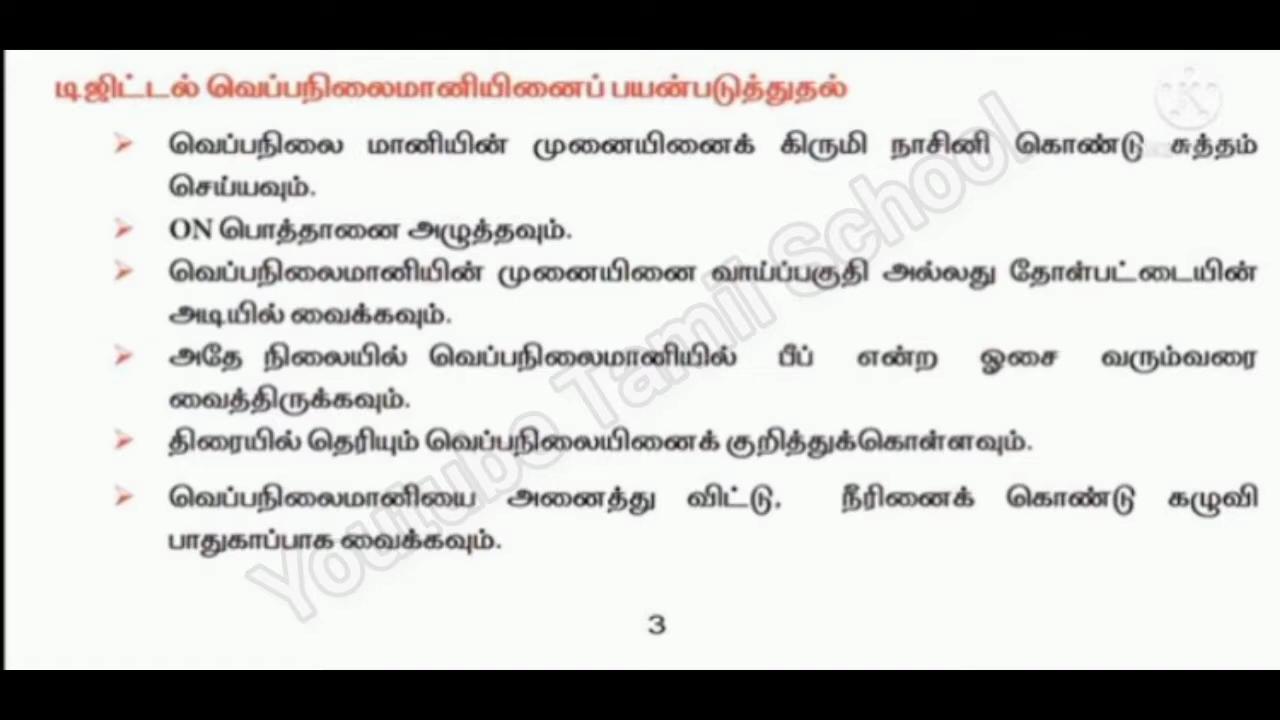 டிஜிட்டல் வெப்பநிலைமானியினைப் பயன்படுத்துதல்
➤ வெப்பநிலை மானியின் முனையினைக் கிருமி நாசினி கொண்டு சுத்தம்
செய்யவும்.
➤ ON பொத்தானை அழுத்தவும்.
➤ வெப்பநிலைமானியின் முனையினை வாய்ப்பகுதி அல்லது தோள்பட்டையின்
அடியில் வைக்கவும்.
➤ அதே நிலையில் வெப்பநிலைமானியில் பீப் என்ற ஓசை வரும்வரை
வைத்திருக்கவும்.
➤ திரையில் தெரியும் வெப்பநிலையினைக் குறித்துக்கொள்ளவும்.
➤ வெப்பநிலைமானியை அனைத்து விட்டு, நீரினைக் கொண்டு கழுவி
பாதுகாப்பாக வைக்கவும்.
Youtube Tamil School
3